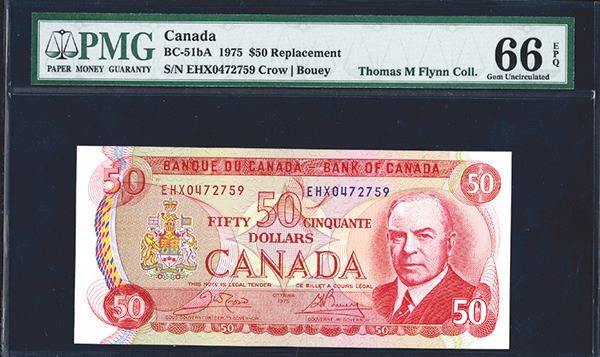 PMG
PAPER MONEY GUARANTY
Canada
BC-51bA 1975 $50 Replacement
S/N EHX0472759 Crow | Bouey
Thomas M Flynn Coll.
66 EPQ
Gem Uncirculated
BANQUE DU CANADA – BANK OF CANADA
50
50
EHX0472759
EHX0472759
FIFTY 50 CINQUANTE
DOLLARS
CANADA
THIS NOTE IS LEGAL TENDER
OTTAWA
1975
CE BILLET A COURS LÉGAL
50
50
50
50